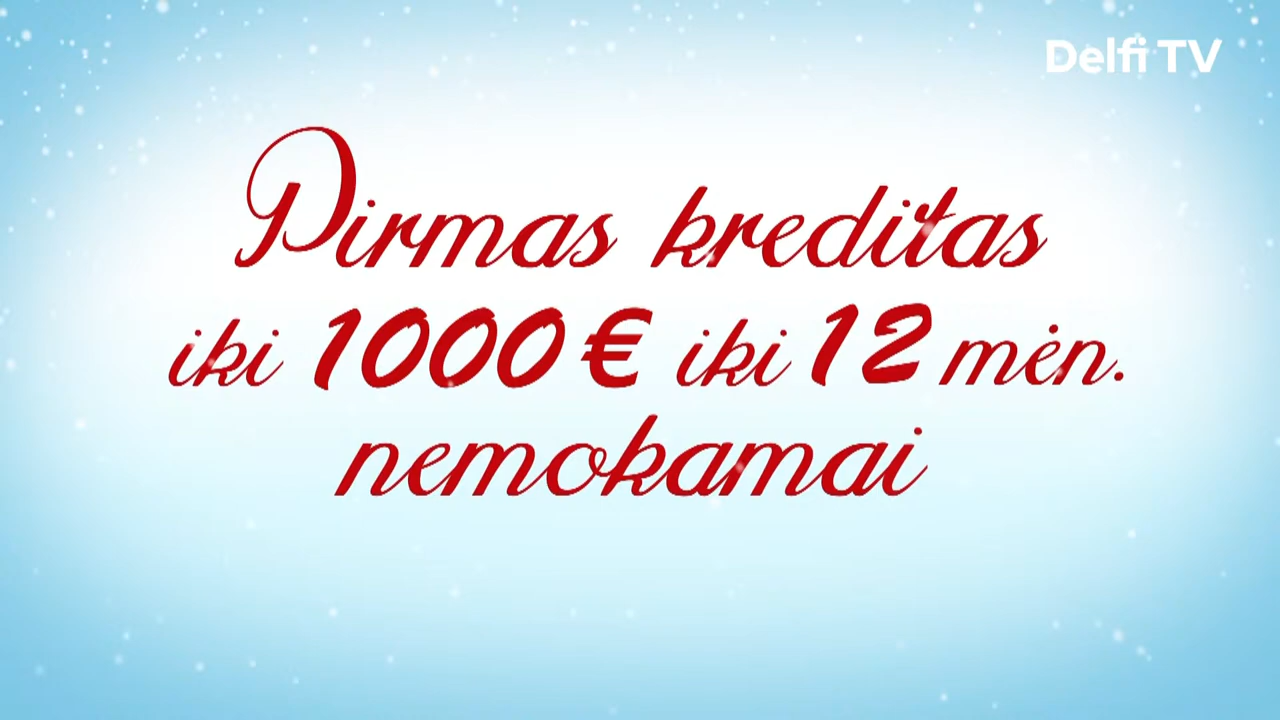 Delfi TV
Pirmas kreditas
iki 1000 € iki 12 mėn.
nemokamai